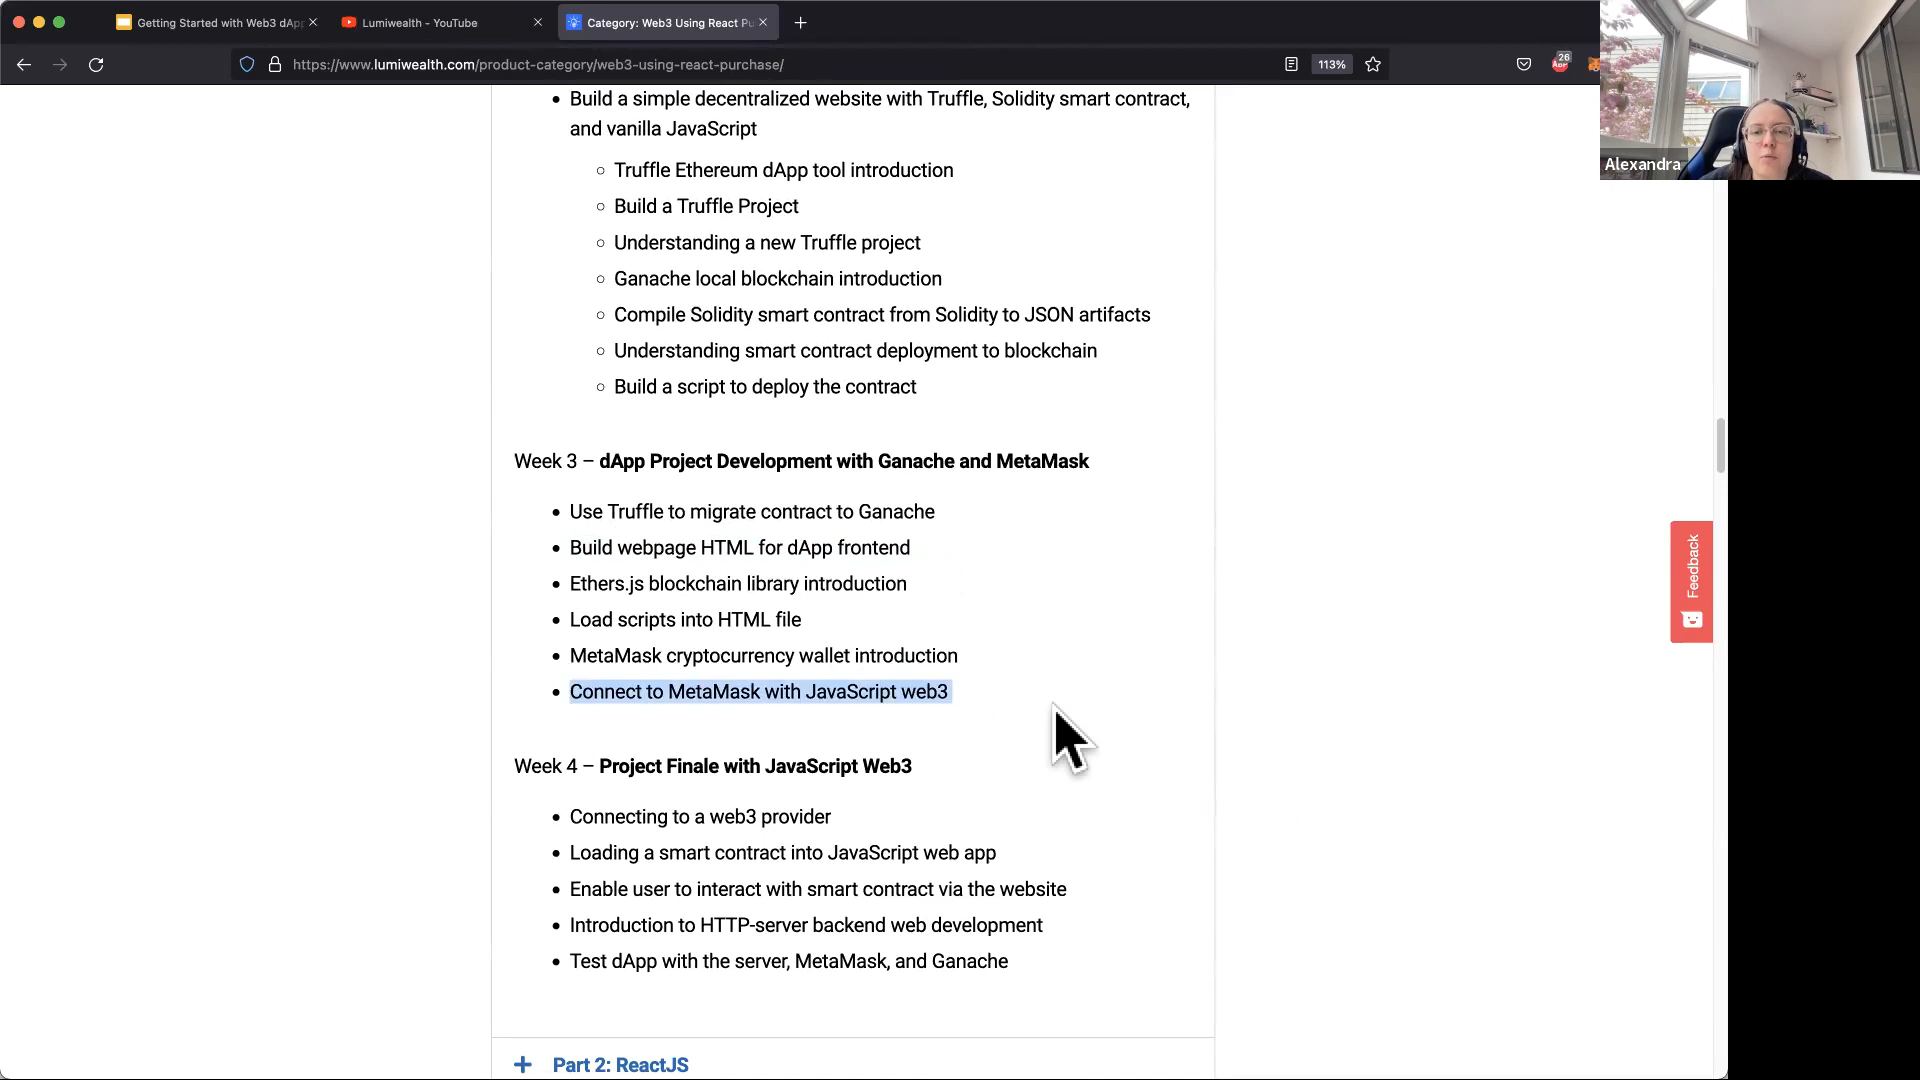 Getting Started with Web3 dApp
Lumiwealth - YouTube
Category: Web3 Using React Pu
https://www.lumiwealth.com/product-category/web3-using-react-purchase/
113%
26
ABP
Alexandra
Build a simple decentralized website with Truffle, Solidity smart contract,
and vanilla JavaScript
Truffle Ethereum dApp tool introduction
Build a Truffle Project
Understanding a new Truffle project
Ganache local blockchain introduction
Compile Solidity smart contract from Solidity to JSON artifacts
Understanding smart contract deployment to blockchain
Build a script to deploy the contract
Week 3 – dApp Project Development with Ganache and MetaMask
Use Truffle to migrate contract to Ganache
Build webpage HTML for dApp frontend
Ethers.js blockchain library introduction
Load scripts into HTML file
MetaMask cryptocurrency wallet introduction
Connect to MetaMask with JavaScript web3
Feedback
Week 4 – Project Finale with JavaScript Web3
Connecting to a web3 provider
Loading a smart contract into JavaScript web app
Enable user to interact with smart contract via the website
Introduction to HTTP-server backend web development
Test dApp with the server, MetaMask, and Ganache
+ Part 2: ReactJS